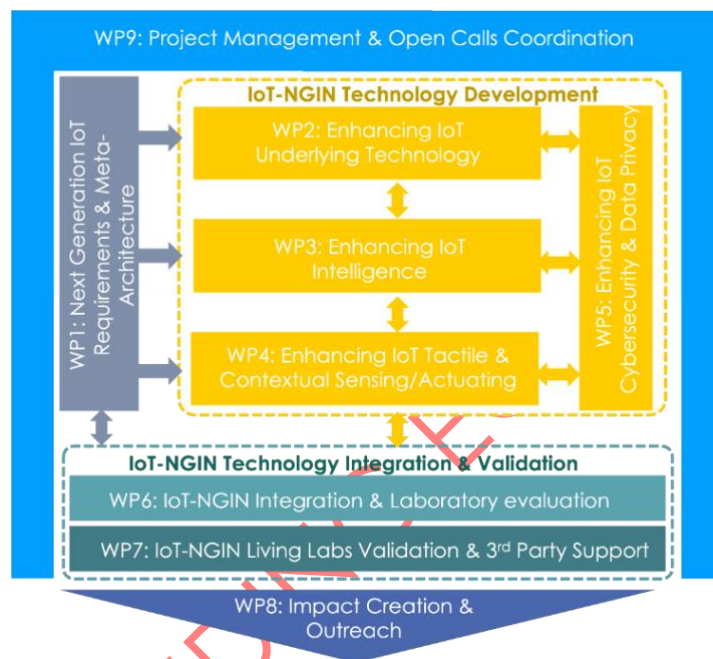 WP9: Project Management & Open Calls Coordination
WP1: Next Generation IoT
Requirements & Meta-
Architecture
IoT-NGIN Technology Development
WP2: Enhancing IoT
Underlying Technology
WP3: Enhancing IoT
Intelligence
WP4: Enhancing IoT Tactile &
Contextual Sensing/Actuating
WP5: Enhancing IoT
Cybersecurity & Data Privacy
IoT-NGIN Technology Integration & Validation
WP6: IoT-NGIN Integration & Laboratory evaluation
WP7: IoT-NGIN Living Labs Validation & 3rd Party Support
WP8: Impact Creation &
Outreach